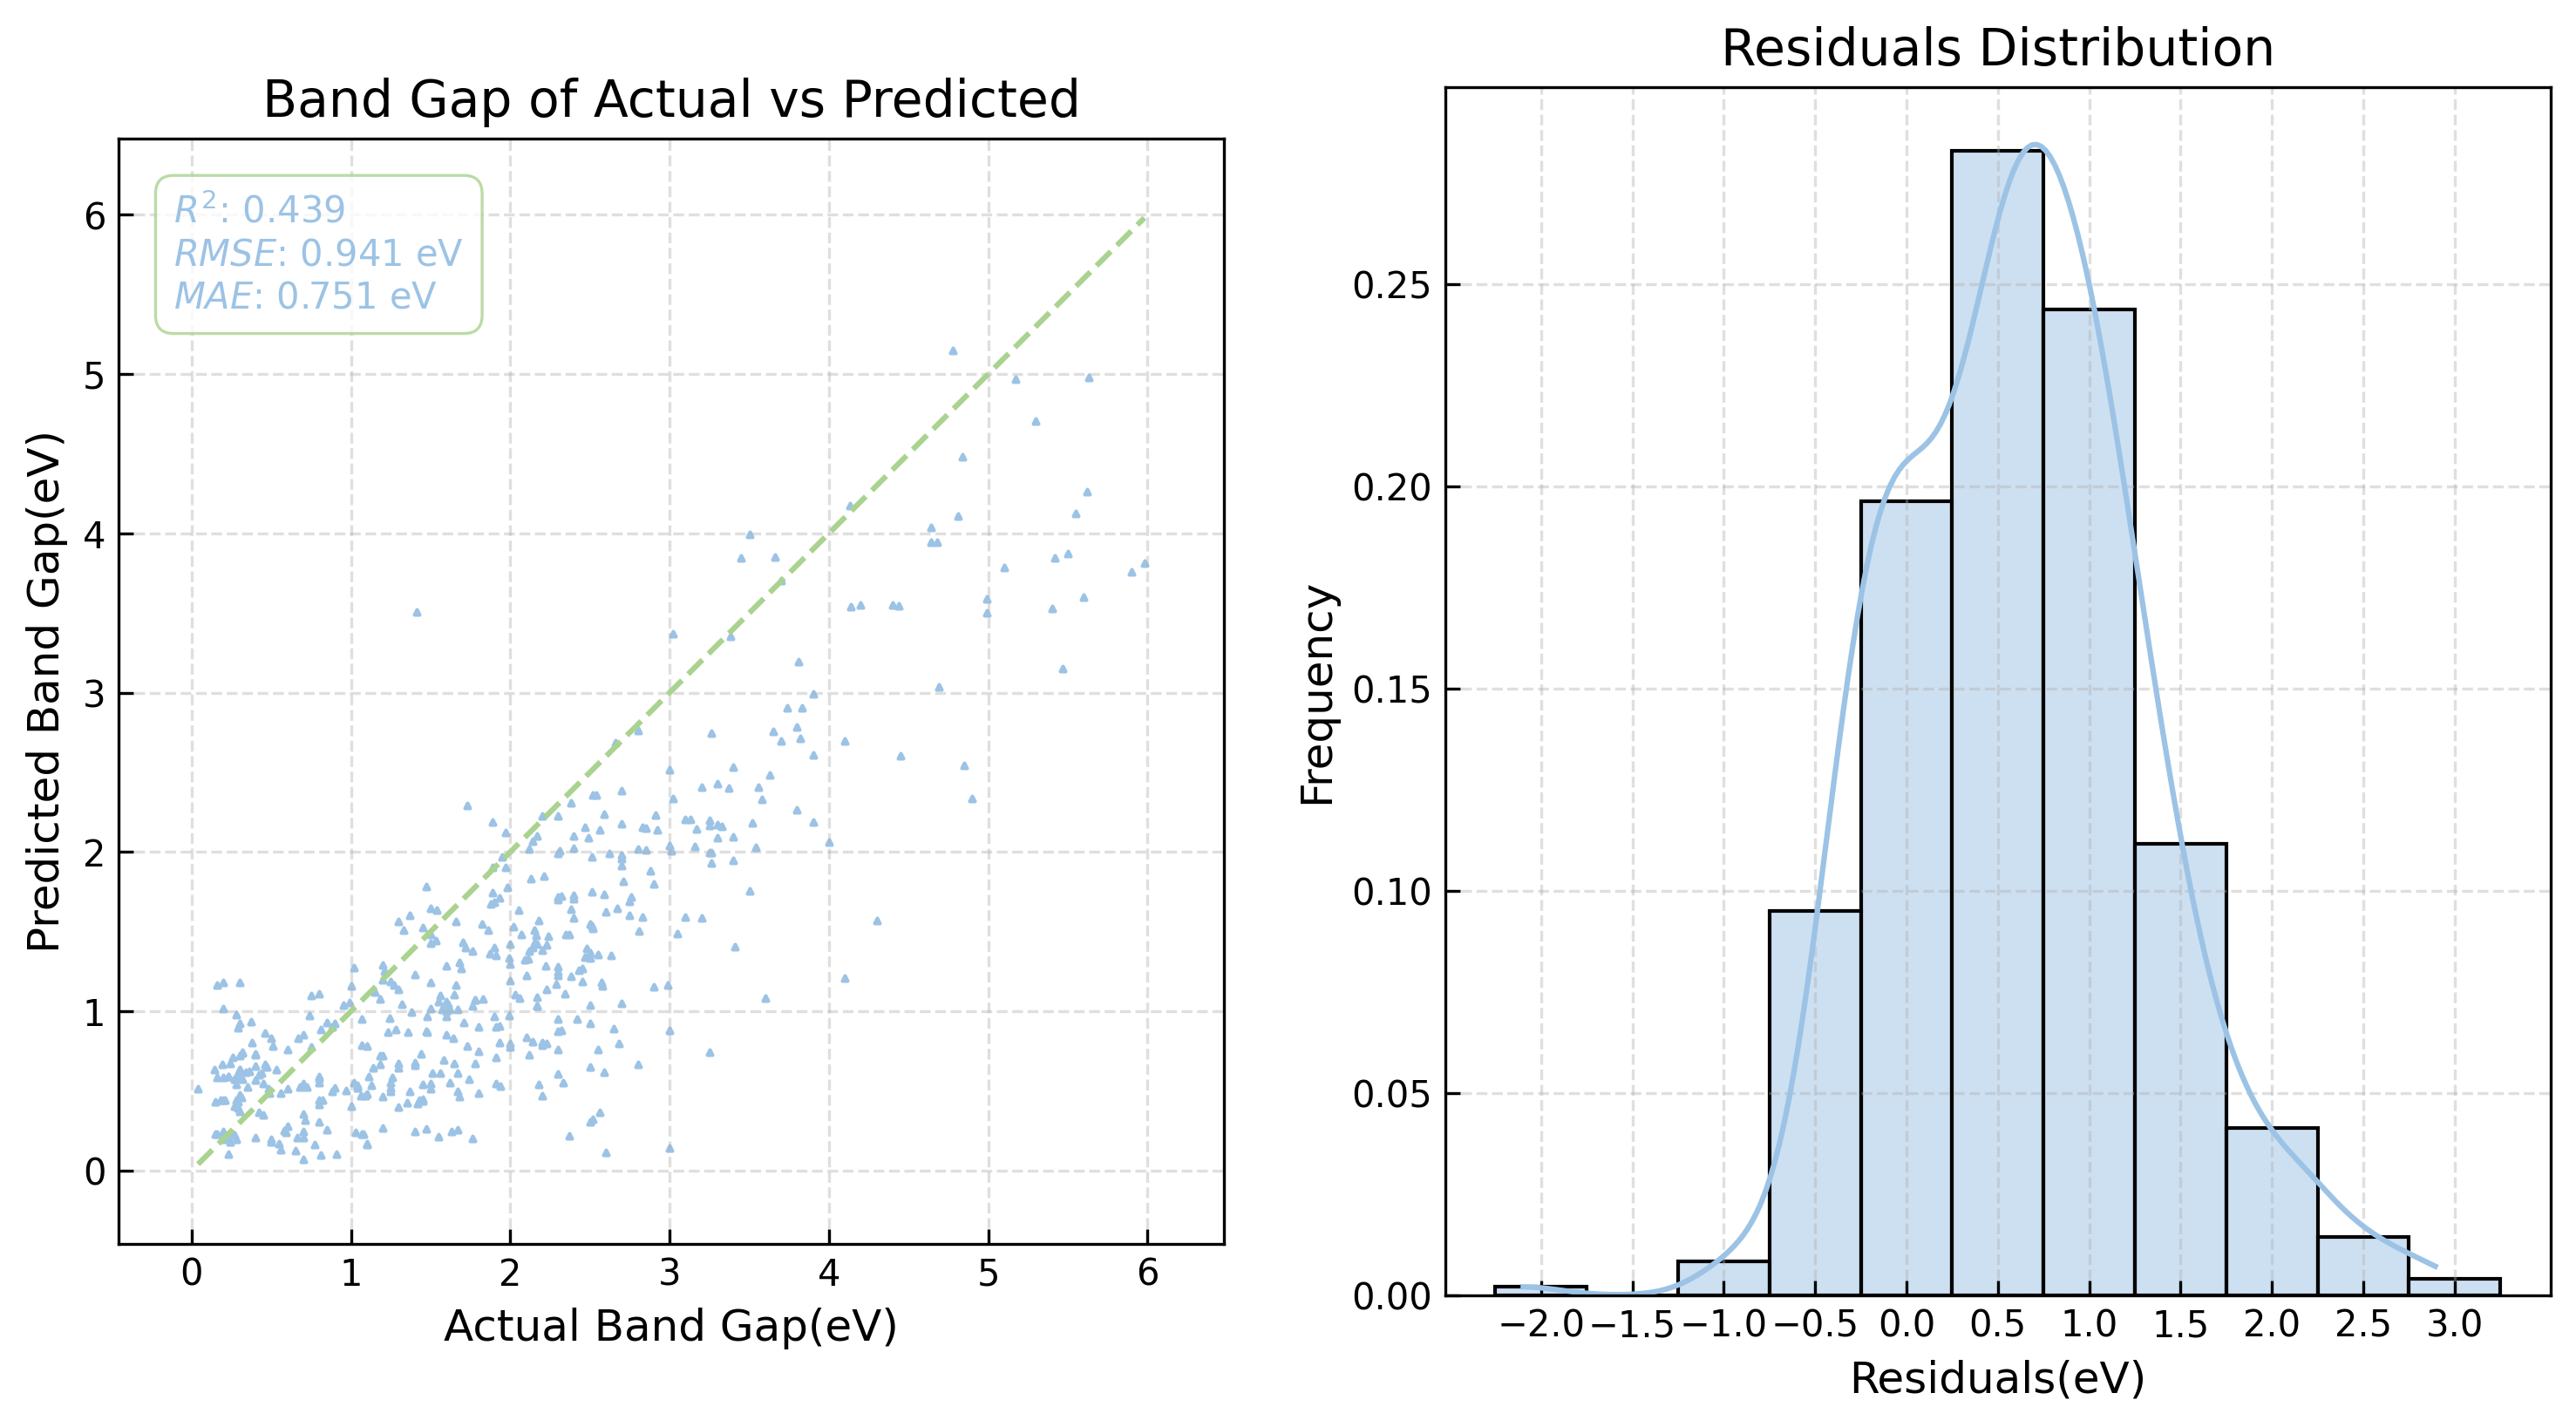 Band Gap of Actual vs Predicted
R²: 0.439
RMSE: 0.941 eV
MAE: 0.751 eV
6
5
4
3
2
1
0
Predicted Band Gap(eV)
0 1 2 3 4 5 6
Actual Band Gap(eV)
Residuals Distribution
0.25
0.20
0.15
0.10
0.05
0.00
Frequency
−2.0 −1.5 −1.0 −0.5 0.0 0.5 1.0 1.5 2.0 2.5 3.0
Residuals(eV)